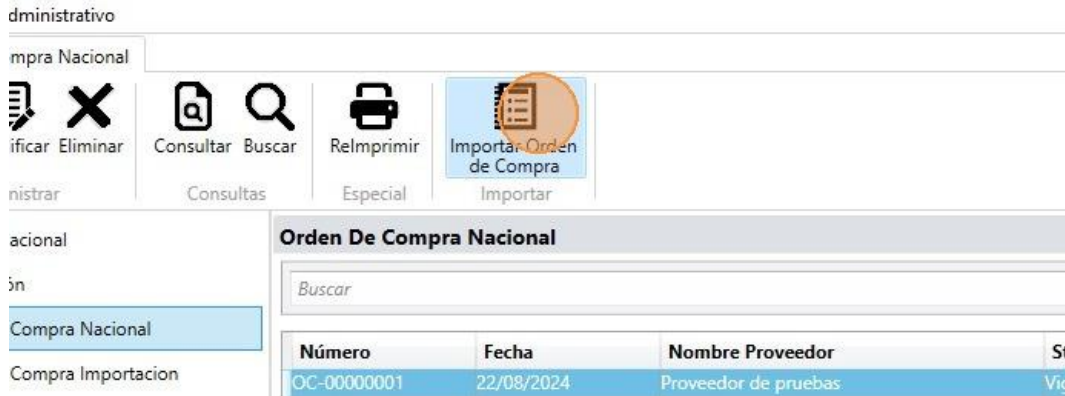 dministrativo
ompra Nacional
ificar Eliminar Consultar Buscar ReImprimir Importar Orden
de Compra
nistrar Consultas Especial Importar
acional
Orden De Compra Nacional
ón
Buscar
Compra Nacional
Número Fecha Nombre Proveedor St
Compra Importacion
OC-00000001 22/08/2024 Proveedor de pruebas Vig